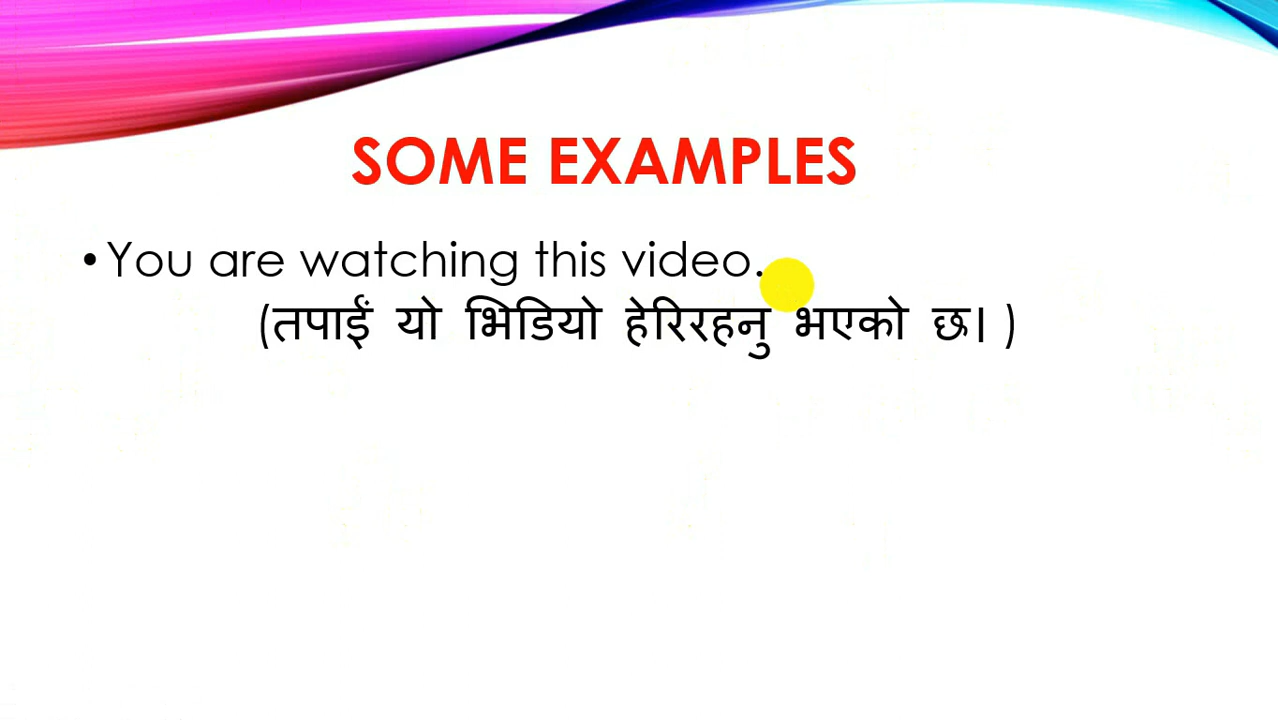 SOME EXAMPLES
• You are watching this video.
(तपाईं यो भिडियो हेरिरहनु भएको छ। )